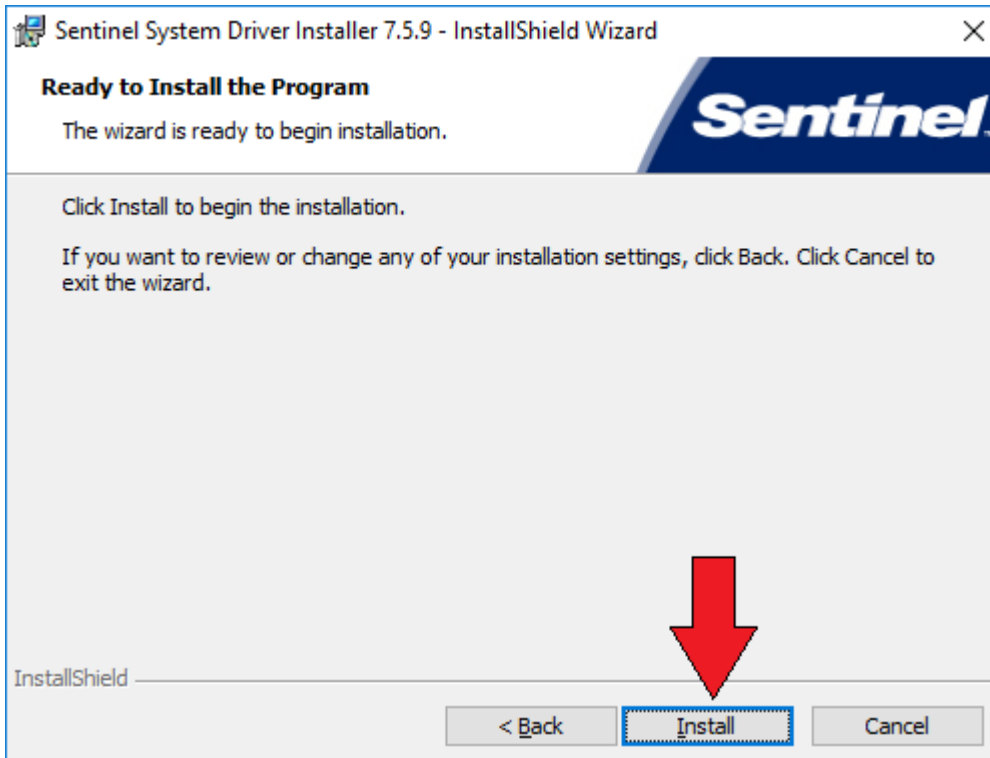 Sentinel System Driver Installer 7.5.9 - InstallShield Wizard
Ready to Install the Program
The wizard is ready to begin installation.
Sentinel.
Click Install to begin the installation.
If you want to review or change any of your installation settings, click Back. Click Cancel to
exit the wizard.
InstallShield
< Back
Install
Cancel